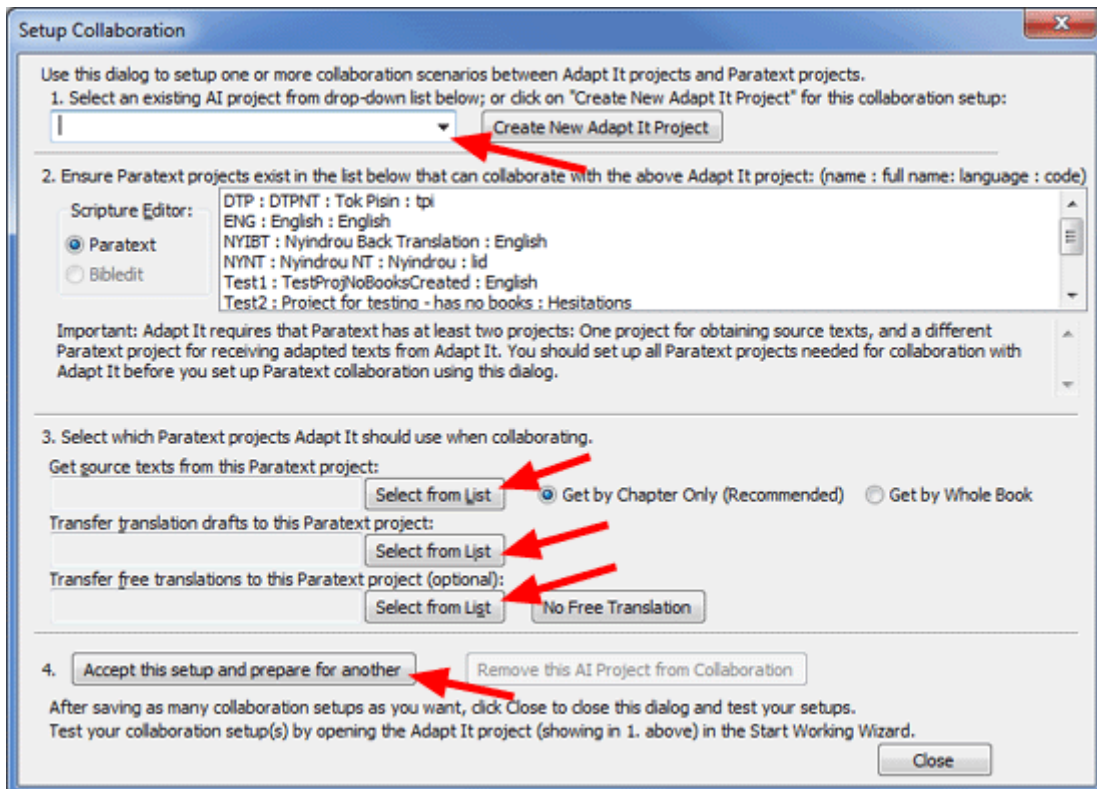 Setup Collaboration
Use this dialog to setup one or more collaboration scenarios between Adapt It projects and Paratext projects.
1. Select an existing AI project from drop-down list below; or click on "Create New Adapt It Project" for this collaboration setup:
Create New Adapt It Project
2. Ensure Paratext projects exist in the list below that can collaborate with the above Adapt It project: (name : full name: language : code)
Scripture Editor:
Paratext
Bibledit
DTP : DTPNT : Tok Pisin : tpi
ENG : English : English
NYIBT : Nyindrou Back Translation : English
NYNT : Nyindrou NT : Nyindrou : lid
Test1 : TestProjNoBooksCreated : English
Test2 : Project for testing - has no books : Hesitations
Important: Adapt It requires that Paratext has at least two projects: One project for obtaining source texts, and a different
Paratext project for receiving adapted texts from Adapt It. You should set up all Paratext projects needed for collaboration with
Adapt It before you set up Paratext collaboration using this dialog.
3. Select which Paratext projects Adapt It should use when collaborating.
Get source texts from this Paratext project:
Select from List Get by Chapter Only (Recommended) Get by Whole Book
Transfer translation drafts to this Paratext project:
Select from List
Transfer free translations to this Paratext project (optional):
Select from List No Free Translation
4. Accept this setup and prepare for another Remove this AI Project from Collaboration
After saving as many collaboration setups as you want, click Close to close this dialog and test your setups.
Test your collaboration setup(s) by opening the Adapt It project (showing in 1. above) in the Start Working Wizard.
Close